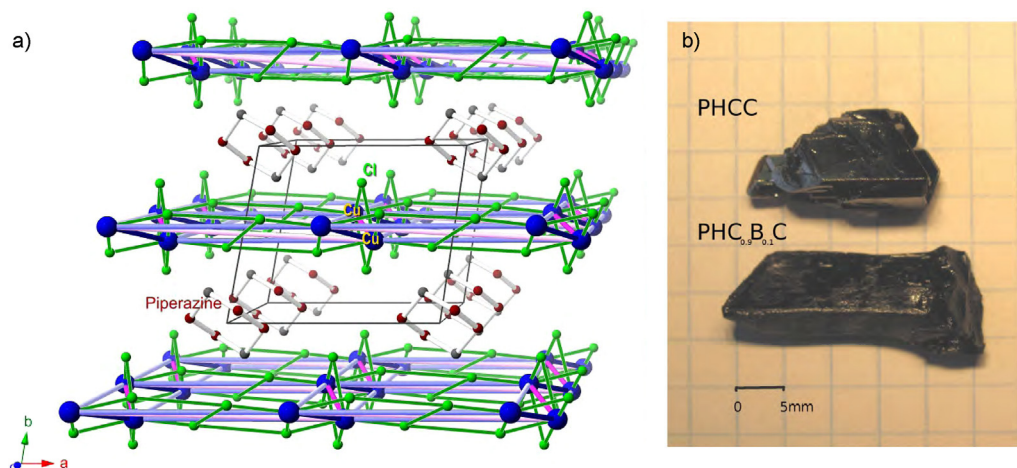 a)
b)
PHCC
Cl
Cu
Cu
PHC0.9B0.1C
Piperazine
0 5mm
b
c
a